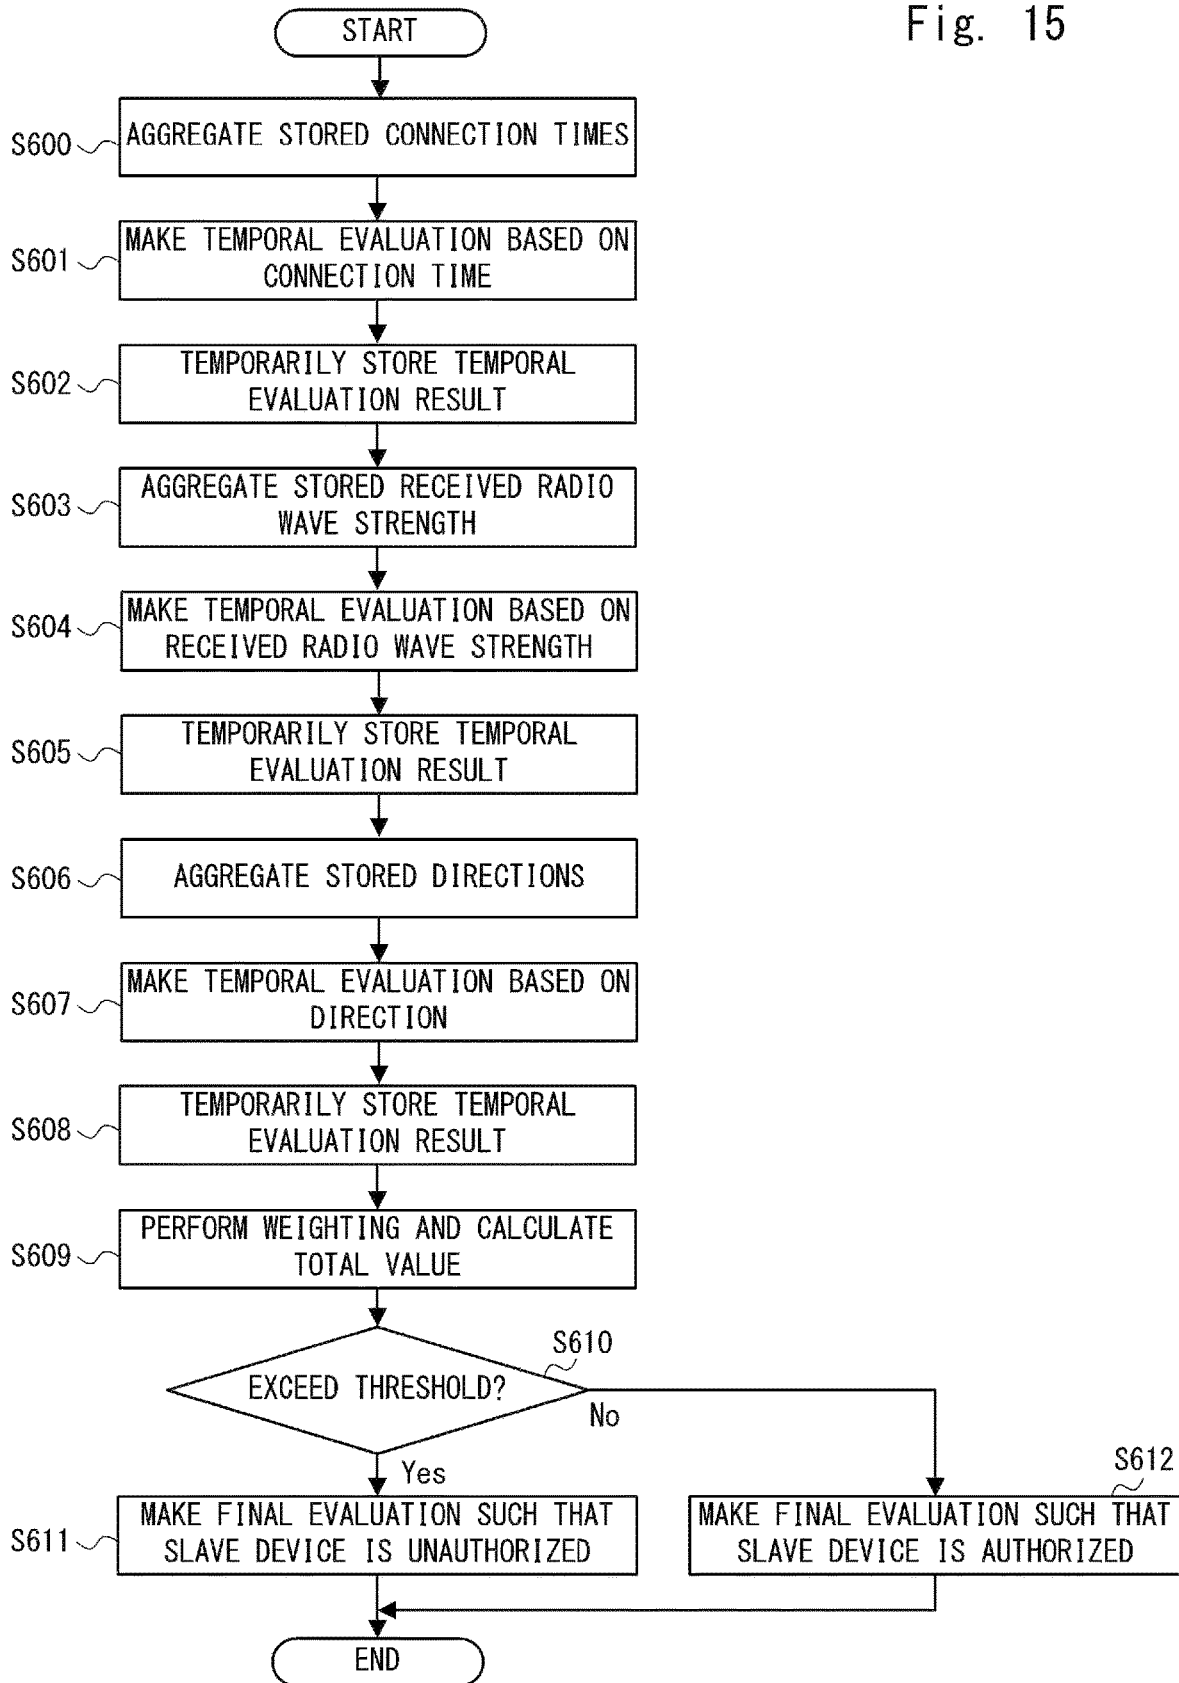 Fig. 15
START
S600
AGGREGATE STORED CONNECTION TIMES
S601
MAKE TEMPORAL EVALUATION BASED ON
CONNECTION TIME
S602
TEMPORARILY STORE TEMPORAL
EVALUATION RESULT
S603
AGGREGATE STORED RECEIVED RADIO
WAVE STRENGTH
S604
MAKE TEMPORAL EVALUATION BASED ON
RECEIVED RADIO WAVE STRENGTH
S605
TEMPORARILY STORE TEMPORAL
EVALUATION RESULT
S606
AGGREGATE STORED DIRECTIONS
S607
MAKE TEMPORAL EVALUATION BASED ON
DIRECTION
S608
TEMPORARILY STORE TEMPORAL
EVALUATION RESULT
S609
PERFORM WEIGHTING AND CALCULATE
TOTAL VALUE
S610
EXCEED THRESHOLD?
No
Yes
S611
MAKE FINAL EVALUATION SUCH THAT
SLAVE DEVICE IS UNAUTHORIZED
S612
MAKE FINAL EVALUATION SUCH THAT
SLAVE DEVICE IS AUTHORIZED
END